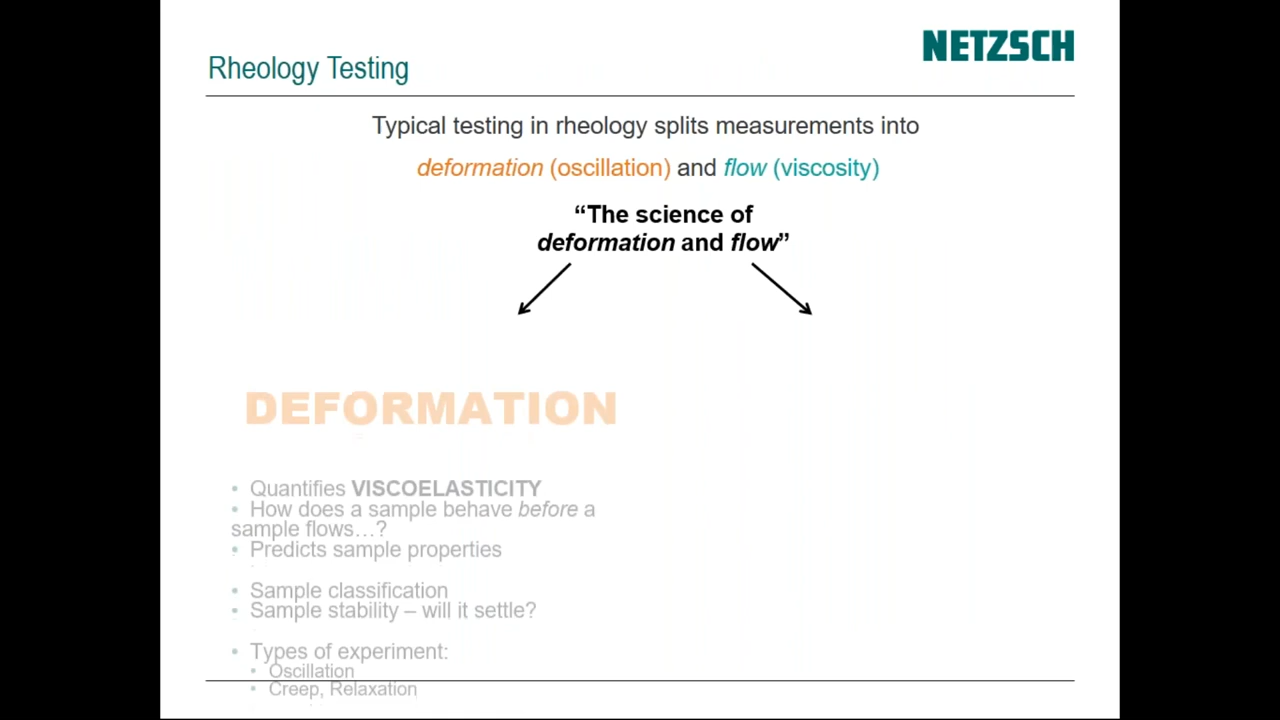 NETZSCH
Rheology Testing
Typical testing in rheology splits measurements into
deformation (oscillation) and flow (viscosity)
“The science of
deformation and flow”
DEFORMATION
• Quantifies VISCOELASTICITY
• How does a sample behave before a
sample flows…?
• Predicts sample properties
• Sample classification
• Sample stability – will it settle?
• Types of experiment:
• Oscillation
• Creep, Relaxation